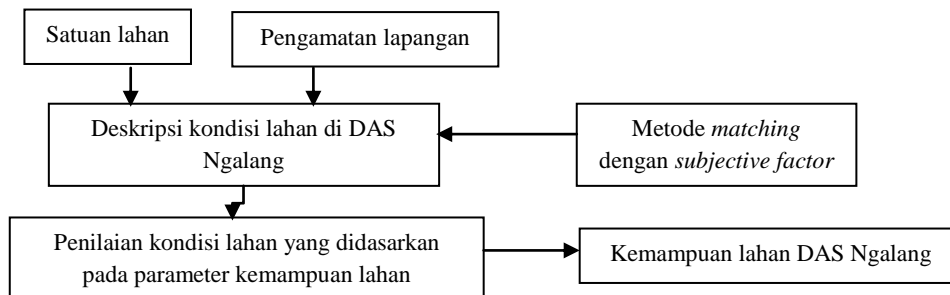 Satuan lahan
Pengamatan lapangan
Deskripsi kondisi lahan di DAS
Ngalang
Metode matching
dengan subjective factor
Penilaian kondisi lahan yang didasarkan
pada parameter kemampuan lahan
Kemampuan lahan DAS Ngalang